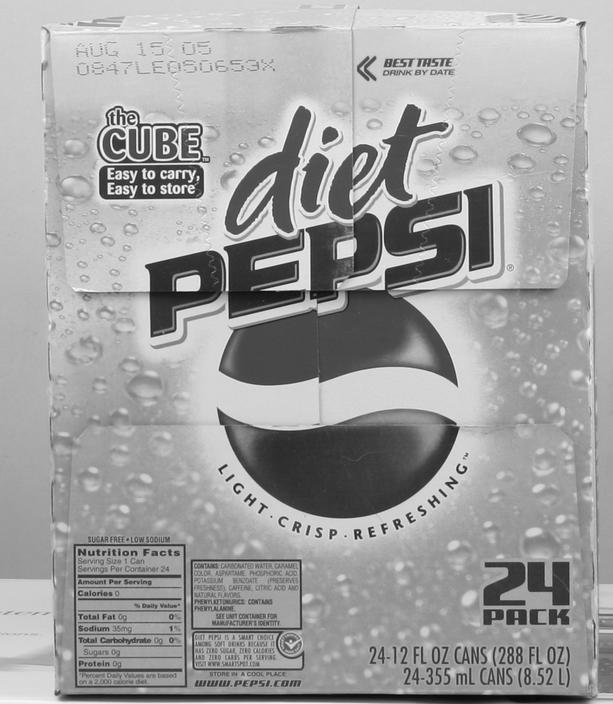 AUG 15 05
0847LE050653X
BEST TASTE
DRINK BY DATE
the
CUBE™
Easy to carry,
Easy to store
diet
PEPSI®
LIGHT · CRISP · REFRESHING™
SUGAR FREE • LOW SODIUM
Nutrition Facts
Serving Size 1 Can
Servings Per Container 24
Amount Per Serving
Calories 0
% Daily Value*
Total Fat 0g 0%
Sodium 35mg 1%
Total Carbohydrate 0g 0%
Sugars 0g
Protein 0g
*Percent Daily Values are based
on a 2,000 calorie diet.
CONTAINS: CARBONATED WATER, CARAMEL
COLOR, ASPARTAME, PHOSPHORIC ACID,
POTASSIUM BENZOATE (PRESERVES
FRESHNESS), CAFFEINE, CITRIC ACID AND
NATURAL FLAVORS.
PHENYLKETONURICS: CONTAINS
PHENYLALANINE.
SEE UNIT CONTAINER FOR
MANUFACTURER'S IDENTITY.
DIET PEPSI IS A SMART CHOICE
AMONG SOFT DRINKS BECAUSE IT
HAS ZERO SUGAR, ZERO CALORIES
AND ZERO CARBS PER SERVING.
VISIT WWW.SMARTSPOT.COM
STORE IN A COOL PLACE
WWW.PEPSI.COM
24
PACK
24-12 FL OZ CANS (288 FL OZ)
24-355 mL CANS (8.52 L)